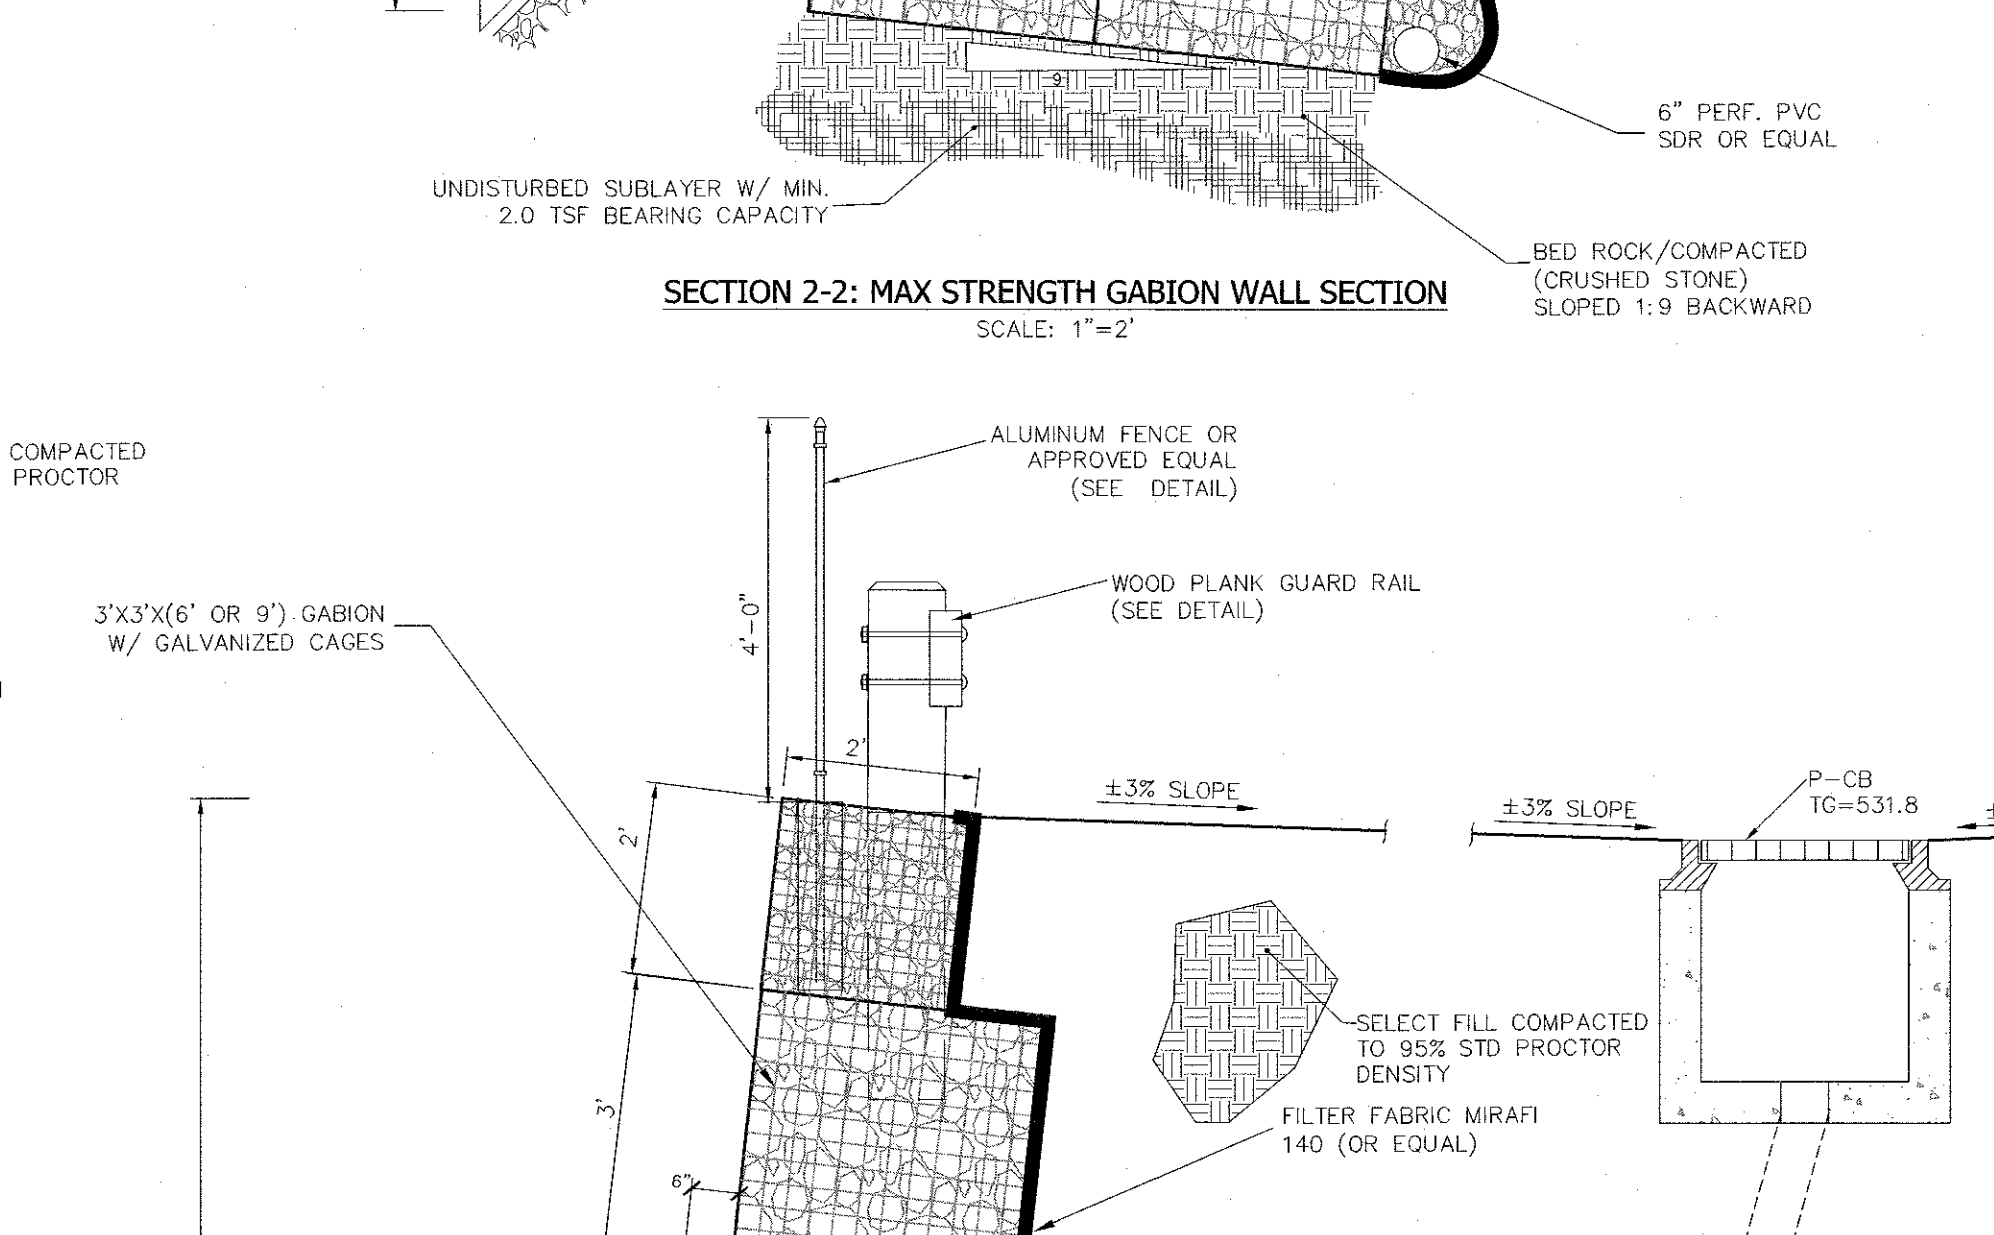 1
9
6" PERF. PVC
SDR OR EQUAL
UNDISTURBED SUBLAYER W/ MIN.
2.0 TSF BEARING CAPACITY
BED ROCK/COMPACTED
(CRUSHED STONE)
SLOPED 1:9 BACKWARD
SECTION 2-2: MAX STRENGTH GABION WALL SECTION
SCALE: 1"=2'
COMPACTED
PROCTOR
ALUMINUM FENCE OR
APPROVED EQUAL
(SEE DETAIL)
WOOD PLANK GUARD RAIL
(SEE DETAIL)
3'X3'X(6' OR 9') GABION
W/ GALVANIZED CAGES
4'-0"
2'
±3% SLOPE
±3% SLOPE
P-CB
TG=531.8
±
2'
SELECT FILL COMPACTED
TO 95% STD PROCTOR
DENSITY
3'
FILTER FABRIC MIRAFI
140 (OR EQUAL)
6"